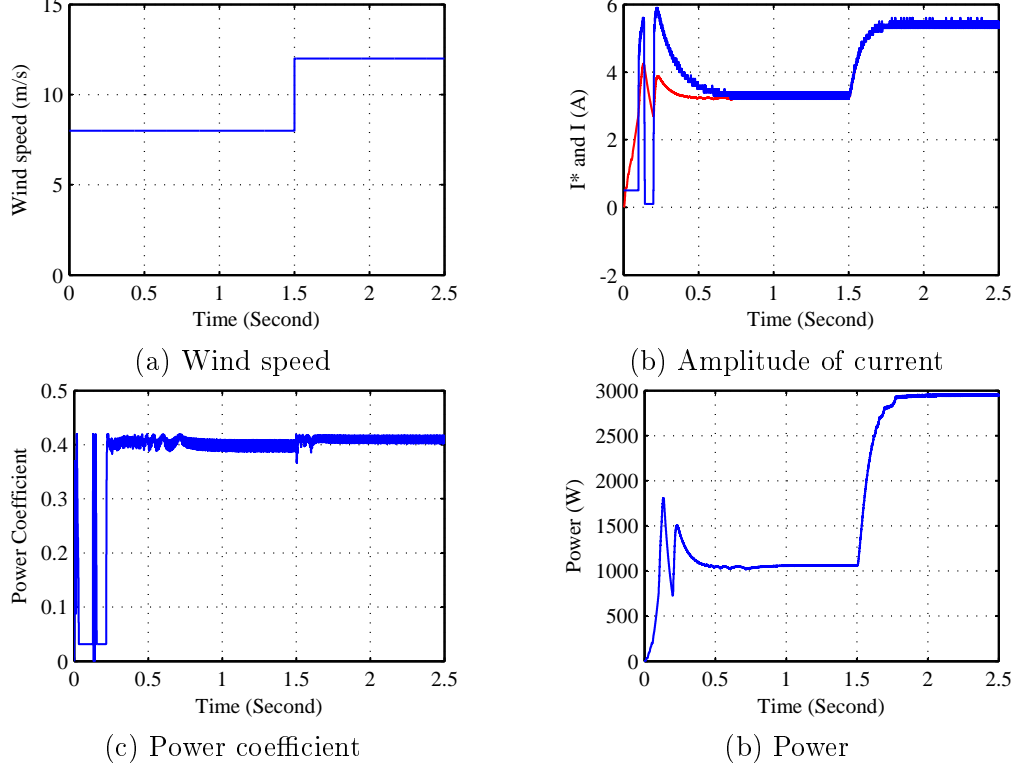 15
10
5
0
Wind speed (m/s)
0 0.5 1 1.5 2 2.5
Time (Second)
(a) Wind speed
6
4
2
0
-2
I* and I (A)
0 0.5 1 1.5 2 2.5
Time (Second)
(b) Amplitude of current
0.5
0.4
0.3
0.2
0.1
0
Power Coefficient
0 0.5 1 1.5 2 2.5
Time (Second)
(c) Power coefficient
3000
2500
2000
1500
1000
500
0
Power (W)
0 0.5 1 1.5 2 2.5
Time (Second)
(b) Power